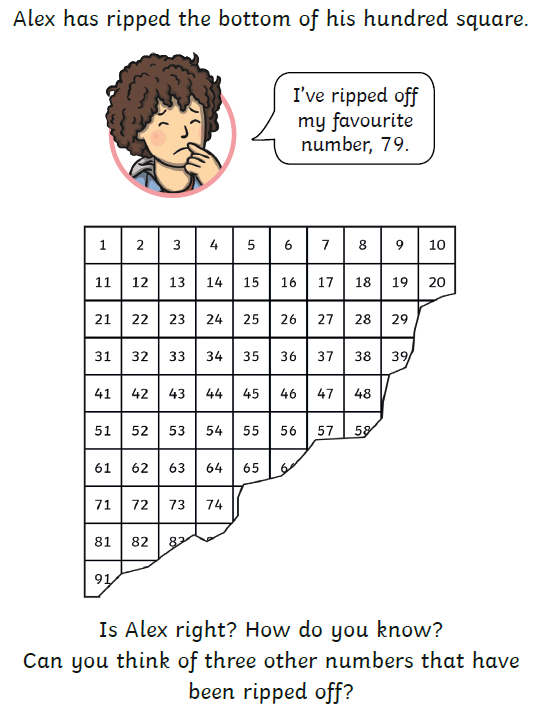 Alex has ripped the bottom of his hundred square.
I've ripped off
my favourite
number, 79.
1 2 3 4 5 6 7 8 9 10
11 12 13 14 15 16 17 18 19 20
21 22 23 24 25 26 27 28 29
31 32 33 34 35 36 37 38 39
41 42 43 44 45 46 47 48
51 52 53 54 55 56 57 58
61 62 63 64 65
71 72 73 74
81 82
91
Is Alex right? How do you know?
Can you think of three other numbers that have
been ripped off?